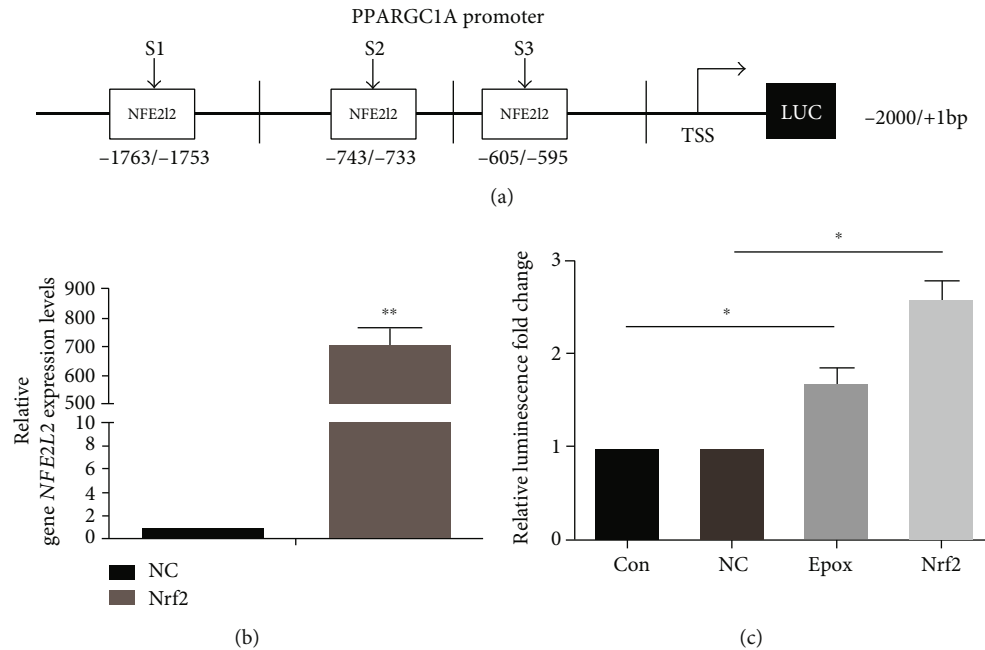 PPARGC1A promoter
S1 S2 S3
NFE2l2 NFE2l2 NFE2l2 LUC –2000/+1bp
TSS
–1763/–1753 –743/–733 –605/–595
(a)
Relative
gene NFE2L2 expression levels
900
800
700
600
500
10
8
6
4
2
0
**
NC
Nrf2
(b)
Relative luminescence fold change
3
2
1
0
*
*
Con NC Epox Nrf2
(c)